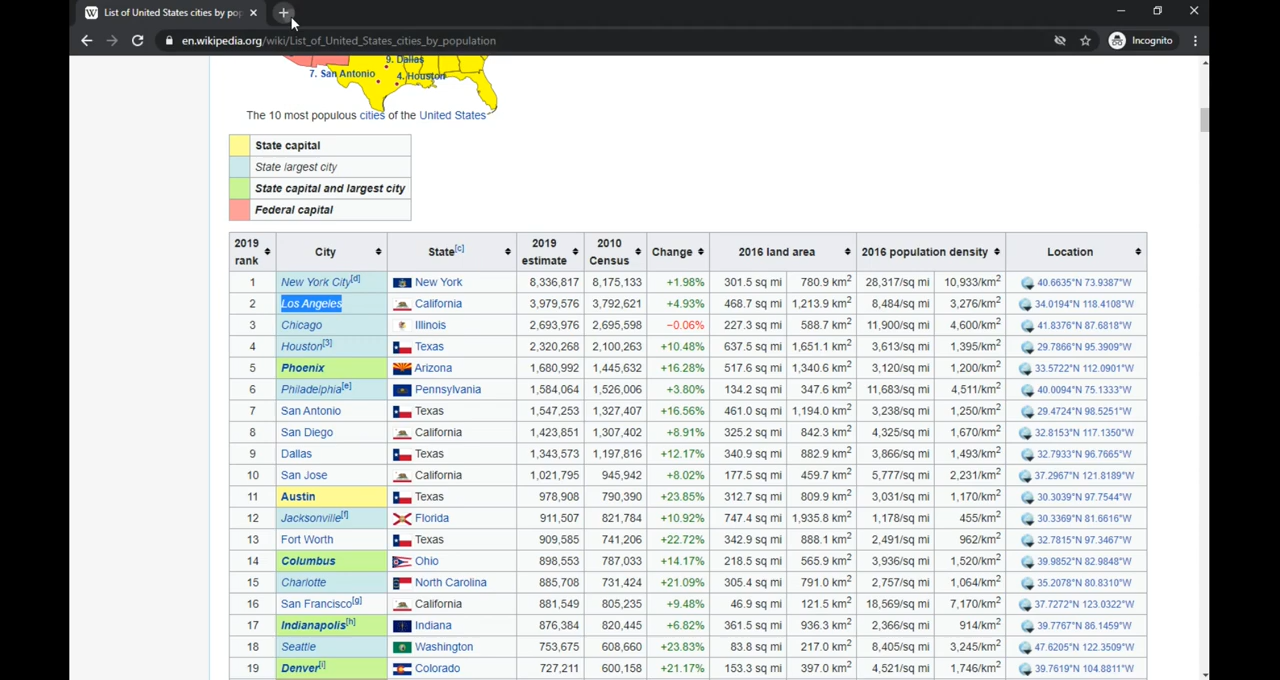 List of United States cities by pop
en.wikipedia.org/wiki/List_of_United_States_cities_by_population
Incognito
9. Dallas
7. San Antonio
4. Houston
The 10 most populous cities of the United States
State capital
State largest city
State capital and largest city
Federal capital
2019 rank City State[c] 2019 estimate 2010 Census Change 2016 land area 2016 population density Location
1 New York City[d] New York 8,336,817 8,175,133 +1.98% 301.5 sq mi 780.9 km² 28,317/sq mi 10,933/km² 40.6635°N 73.9387°W
2 Los Angeles California 3,979,576 3,792,621 +4.93% 468.7 sq mi 1,213.9 km² 8,484/sq mi 3,276/km² 34.0194°N 118.4108°W
3 Chicago Illinois 2,693,976 2,695,598 −0.06% 227.3 sq mi 588.7 km² 11,900/sq mi 4,600/km² 41.8376°N 87.6818°W
4 Houston[3] Texas 2,320,268 2,100,263 +10.48% 637.5 sq mi 1,651.1 km² 3,613/sq mi 1,395/km² 29.7866°N 95.3909°W
5 Phoenix Arizona 1,680,992 1,445,632 +16.28% 517.6 sq mi 1,340.6 km² 3,120/sq mi 1,200/km² 33.5722°N 112.0901°W
6 Philadelphia[e] Pennsylvania 1,584,064 1,526,006 +3.80% 134.2 sq mi 347.6 km² 11,683/sq mi 4,511/km² 40.0094°N 75.1333°W
7 San Antonio Texas 1,547,253 1,327,407 +16.56% 461.0 sq mi 1,194.0 km² 3,238/sq mi 1,250/km² 29.4724°N 98.5251°W
8 San Diego California 1,423,851 1,307,402 +8.91% 325.2 sq mi 842.3 km² 4,325/sq mi 1,670/km² 32.8153°N 117.1350°W
9 Dallas Texas 1,343,573 1,197,816 +12.17% 340.9 sq mi 882.9 km² 3,866/sq mi 1,493/km² 32.7933°N 96.7665°W
10 San Jose California 1,021,795 945,942 +8.02% 177.5 sq mi 459.7 km² 5,777/sq mi 2,231/km² 37.2967°N 121.8189°W
11 Austin Texas 978,908 790,390 +23.85% 312.7 sq mi 809.9 km² 3,031/sq mi 1,170/km² 30.3039°N 97.7544°W
12 Jacksonville[f] Florida 911,507 821,784 +10.92% 747.4 sq mi 1,935.8 km² 1,178/sq mi 455/km² 30.3369°N 81.6616°W
13 Fort Worth Texas 909,585 741,206 +22.72% 342.9 sq mi 888.1 km² 2,491/sq mi 962/km² 32.7815°N 97.3467°W
14 Columbus Ohio 898,553 787,033 +14.17% 218.5 sq mi 565.9 km² 3,936/sq mi 1,520/km² 39.9852°N 82.9848°W
15 Charlotte North Carolina 885,708 731,424 +21.09% 305.4 sq mi 791.0 km² 2,757/sq mi 1,064/km² 35.2078°N 80.8310°W
16 San Francisco[g] California 881,549 805,235 +9.48% 46.9 sq mi 121.5 km² 18,569/sq mi 7,170/km² 37.7272°N 123.0322°W
17 Indianapolis[h] Indiana 876,384 820,445 +6.82% 361.5 sq mi 936.3 km² 2,366/sq mi 914/km² 39.7767°N 86.1459°W
18 Seattle Washington 753,675 608,660 +23.83% 83.8 sq mi 217.0 km² 8,405/sq mi 3,245/km² 47.6205°N 122.3509°W
19 Denver[i] Colorado 727,211 600,158 +21.17% 153.3 sq mi 397.0 km² 4,521/sq mi 1,746/km² 39.7619°N 104.8811°W